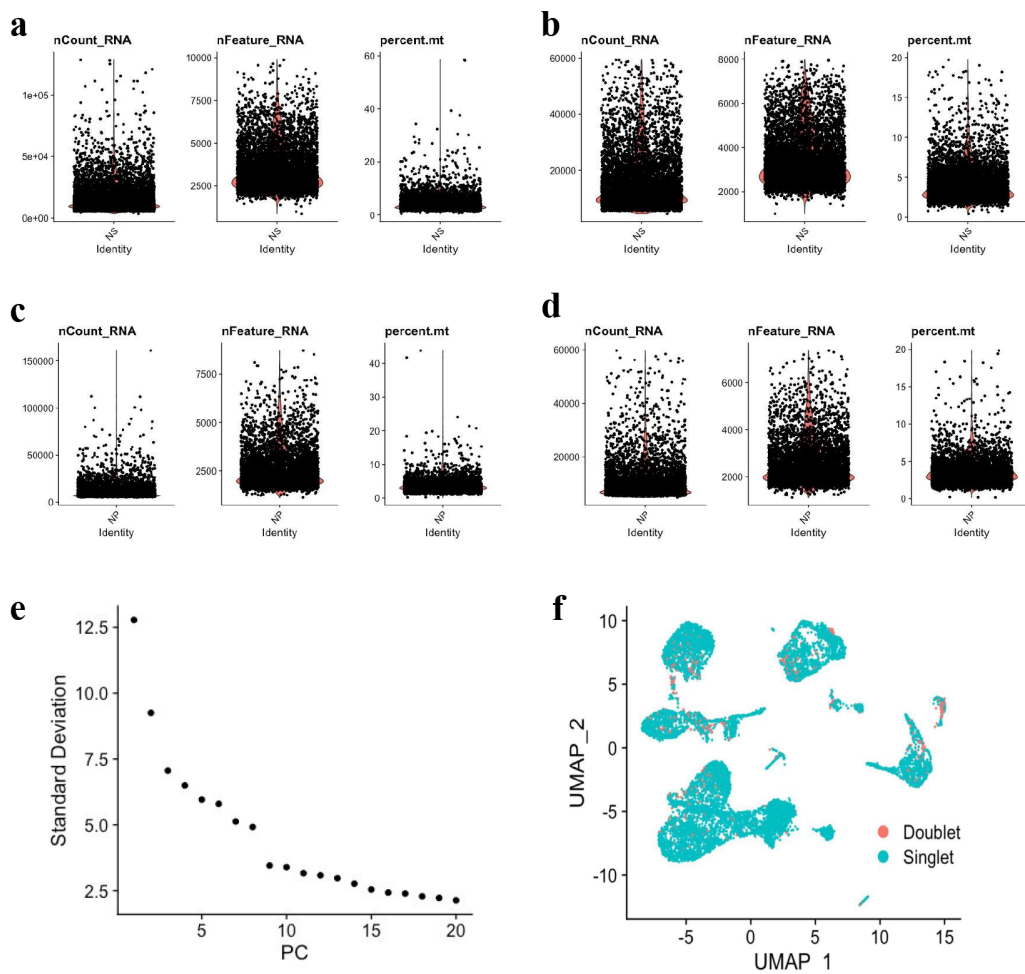 a
nCount_RNA nFeature_RNA percent.mt
1e+05
5e+04
0e+00
10000
7500
5000
2500
60
40
20
0
NS NS NS
Identity Identity Identity
b
nCount_RNA nFeature_RNA percent.mt
60000
40000
20000
8000
6000
4000
2000
20
15
10
5
0
NS NS NS
Identity Identity Identity
c
nCount_RNA nFeature_RNA percent.mt
150000
100000
50000
0
7500
5000
2500
40
30
20
10
0
NP NP NP
Identity Identity Identity
d
nCount_RNA nFeature_RNA percent.mt
60000
40000
20000
6000
4000
2000
20
15
10
5
0
NP NP NP
Identity Identity Identity
e
Standard Deviation
12.5
10.0
7.5
5.0
2.5
5 10 15 20
PC
f
UMAP_2
10
5
0
-5
-10
Doublet
Singlet
-5 0 5 10 15
UMAP_1